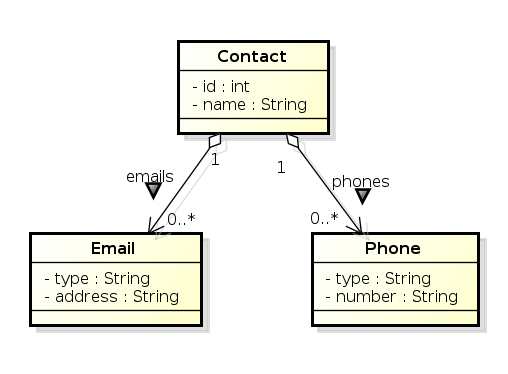 Contact
- id : int
- name : String
1
1
emails
phones
0..*
0..*
Email
- type : String
- address : String
Phone
- type : String
- number : String